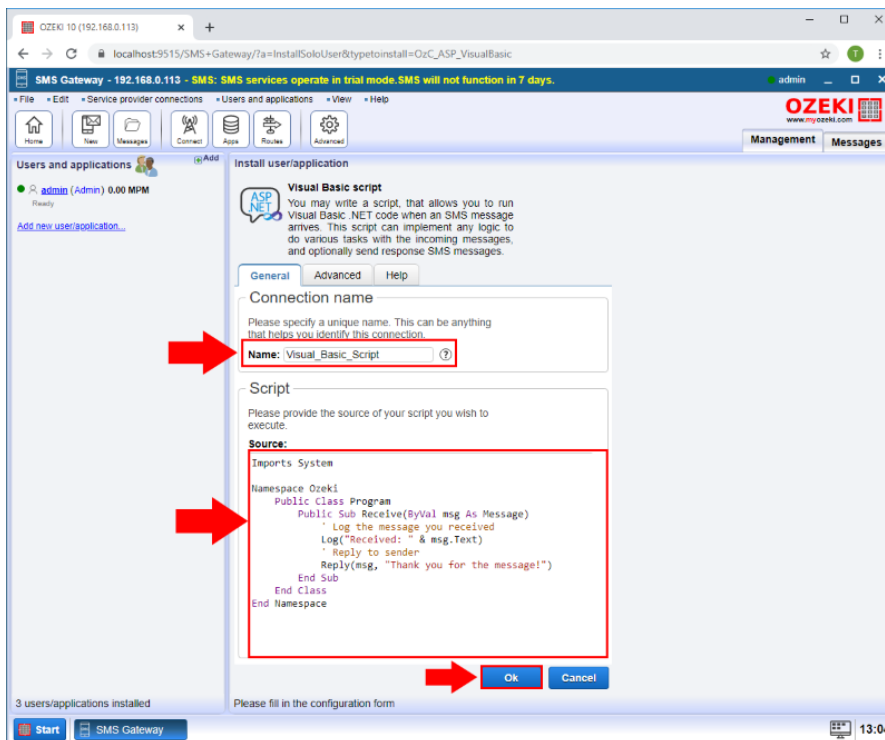 OZEKI 10 (192.168.0.113)
localhost:9515/SMS+Gateway/?a=InstallSoloUser&typetoinstall=OzC_ASP_VisualBasic
T
SMS Gateway - 192.168.0.113 - SMS: SMS services operate in trial mode.SMS will not function in 7 days.
admin
File Edit Service provider connections Users and applications View Help
OZEKI
www.myozeki.com
Home New Messages Connect Apps Routes Advanced
Management Messages
Users and applications Add
admin (Admin) 0.00 MPM
Ready
Add new user/application...
Install user/application
ASP
.NET
Visual Basic script
You may write a script, that allows you to run
Visual Basic .NET code when an SMS message
arrives. This script can implement any logic to
do various tasks with the incoming messages,
and optionally send response SMS messages.
General Advanced Help
Connection name
Please specify a unique name. This can be anything
that helps you identify this connection.
Name: Visual_Basic_Script ?
Script
Please provide the source of your script you wish to
execute.
Source:
Imports System
Namespace Ozeki
Public Class Program
Public Sub Receive(ByVal msg As Message)
' Log the message you received
Log("Received: " & msg.Text)
' Reply to sender
Reply(msg, "Thank you for the message!")
End Sub
End Class
End Namespace
Ok Cancel
3 users/applications installed
Please fill in the configuration form
Start SMS Gateway